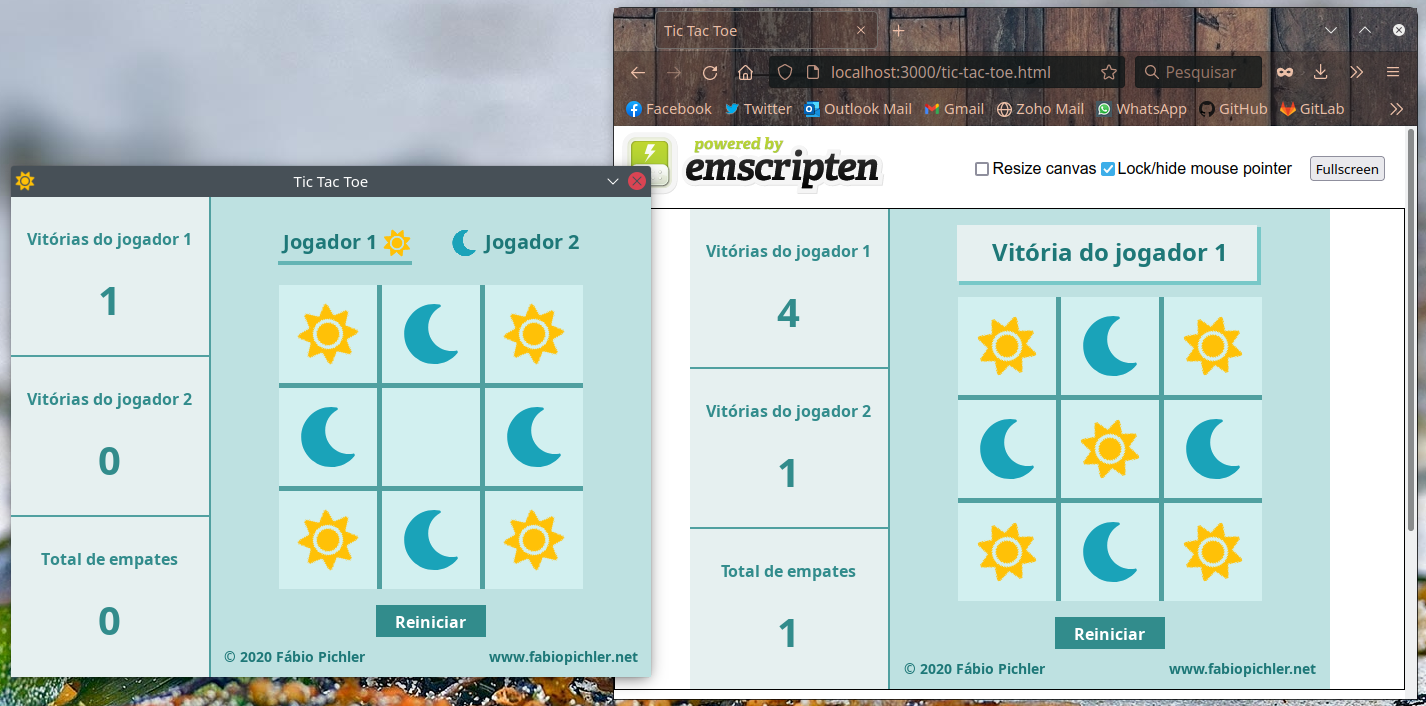 Tic Tac Toe
Vitórias do jogador 1
1
Vitórias do jogador 2
0
Total de empates
0
Jogador 1
Jogador 2
Reiniciar
© 2020 Fábio Pichler
www.fabiopichler.net
Tic Tac Toe
localhost:3000/tic-tac-toe.html
Pesquisar
Facebook Twitter Outlook Mail Gmail Zoho Mail WhatsApp GitHub GitLab
powered by
emscripten
Resize canvas Lock/hide mouse pointer Fullscreen
Vitórias do jogador 1
4
Vitórias do jogador 2
1
Total de empates
1
Vitória do jogador 1
Reiniciar
© 2020 Fábio Pichler
www.fabiopichler.net